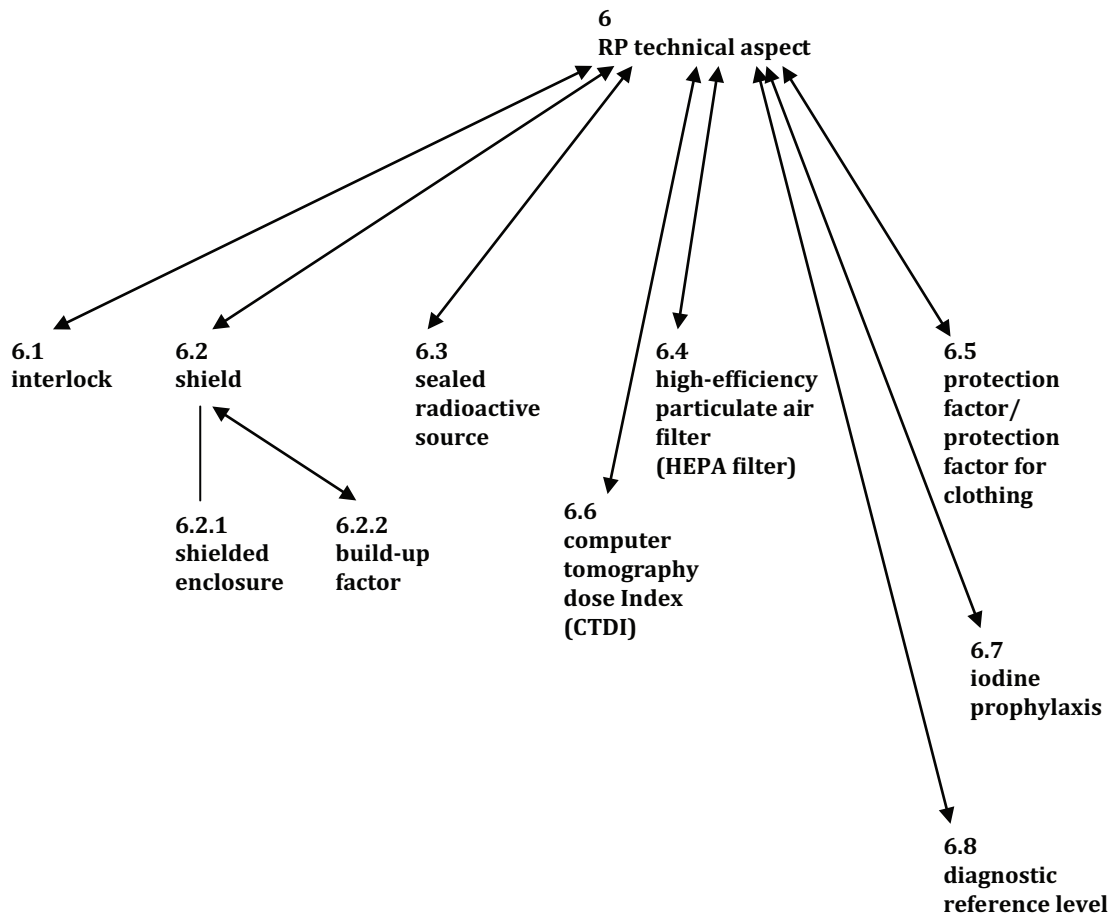 6
RP technical aspect
6.1
interlock
6.2
shield
6.3
sealed
radioactive
source
6.4
high-efficiency
particulate air
filter
(HEPA filter)
6.5
protection
factor/
protection
factor for
clothing
6.2.1
shielded
enclosure
6.2.2
build-up
factor
6.6
computer
tomography
dose Index
(CTDI)
6.7
iodine
prophylaxis
6.8
diagnostic
reference level